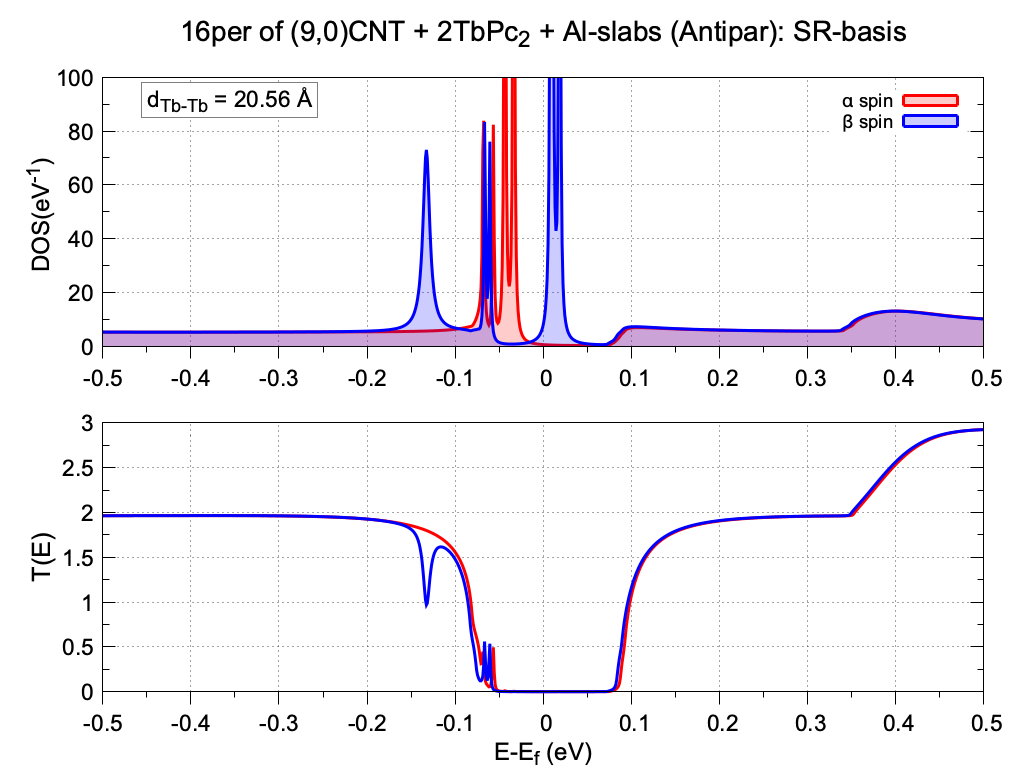 16per of (9,0)CNT + 2TbPc2 + Al-slabs (Antipar): SR-basis
dTb-Tb = 20.56 Å
α spin
β spin
DOS(eV-1)
100
80
60
40
20
0
-0.5 -0.4 -0.3 -0.2 -0.1 0 0.1 0.2 0.3 0.4 0.5
T(E)
3
2.5
2
1.5
1
0.5
0
-0.5 -0.4 -0.3 -0.2 -0.1 0 0.1 0.2 0.3 0.4 0.5
E-Ef (eV)